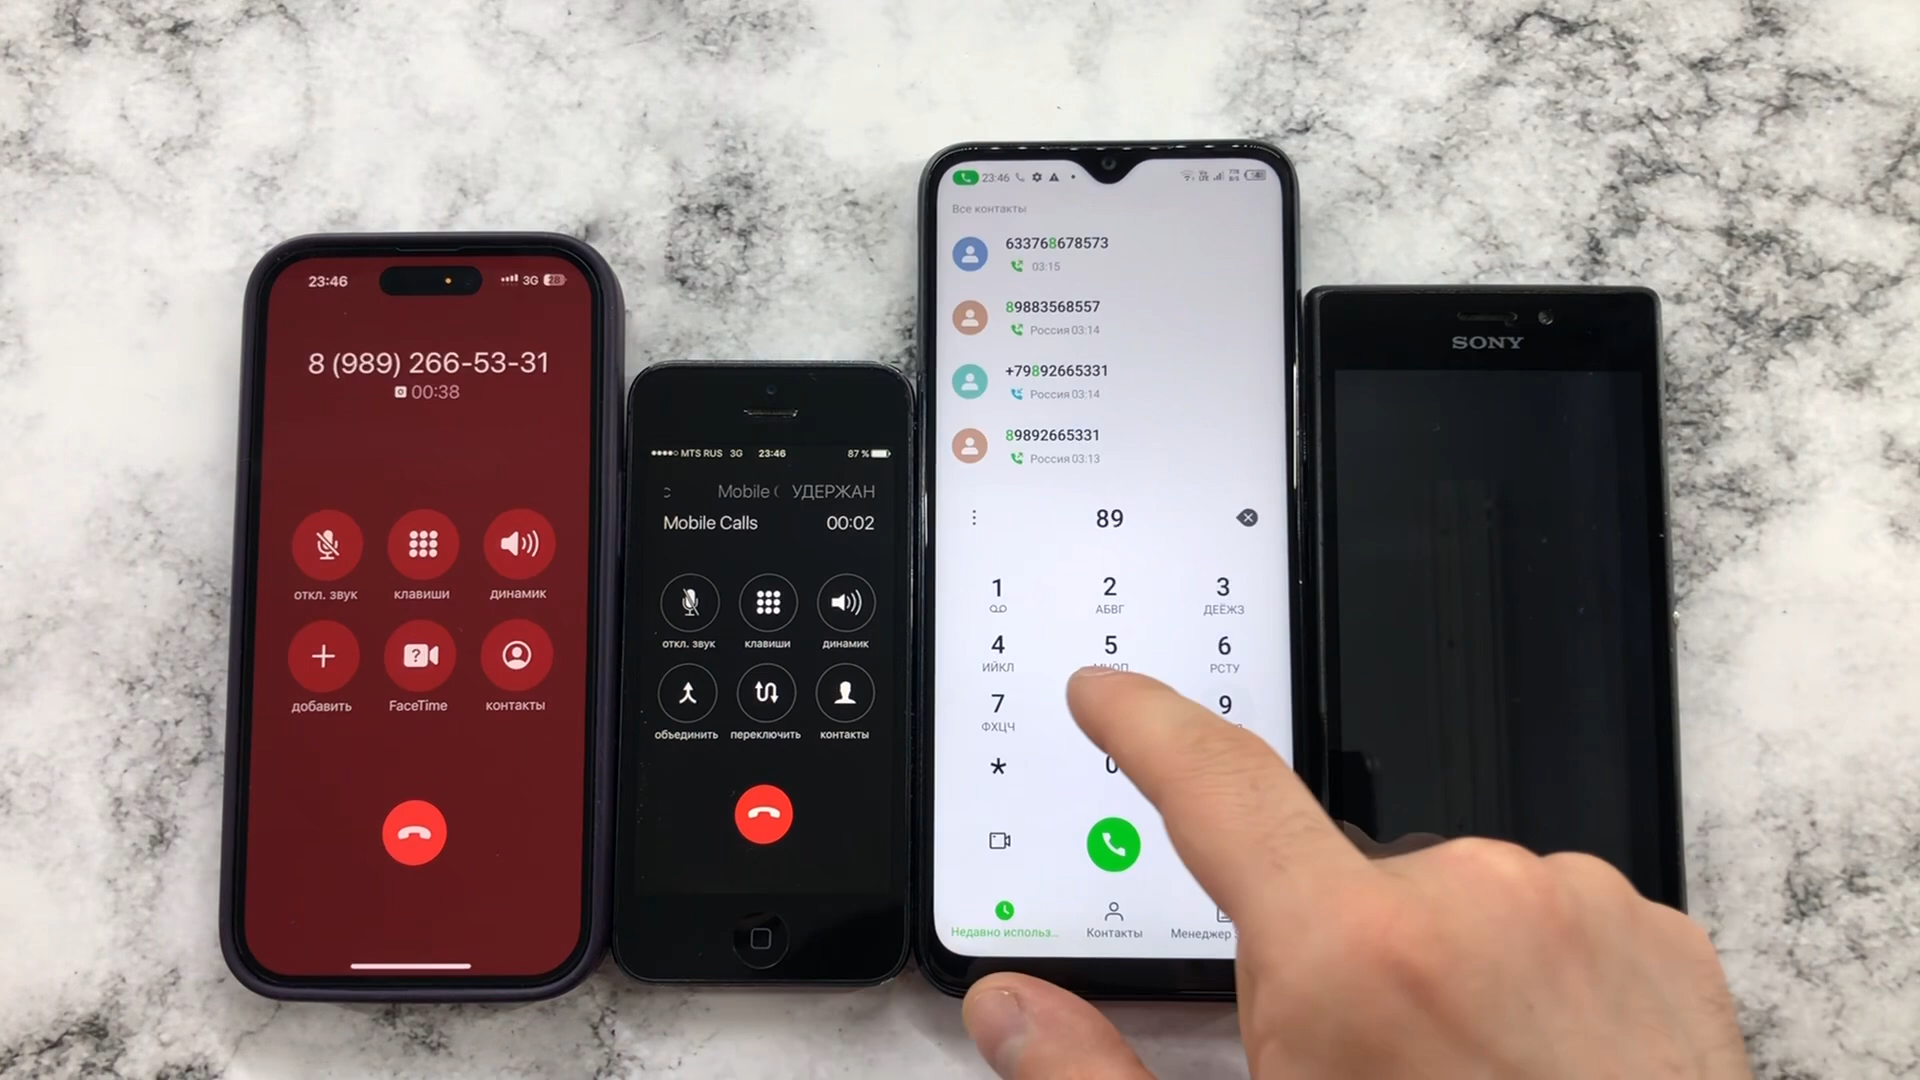 23:46 3G 28
8 (989) 266-53-31
00:38
откл. звук клавиши динамик
добавить FaceTime контакты
MTS RUS 3G 23:46 87 %
Mobile УДЕРЖАН
Mobile Calls 00:02
откл. звук клавиши динамик
объединить переключить контакты
23:46
Все контакты
633768678573
03:15
89883568557
Россия 03:14
+79892665331
Россия 03:14
89892665331
Россия 03:13
89
1 2 3
АБВГ ДЕЁЖЗ
4 5 6
ИЙКЛ МНОП РСТУ
7 9
ФХЦЧ
* 0
Недавно использ... Контакты Менеджер
SONY